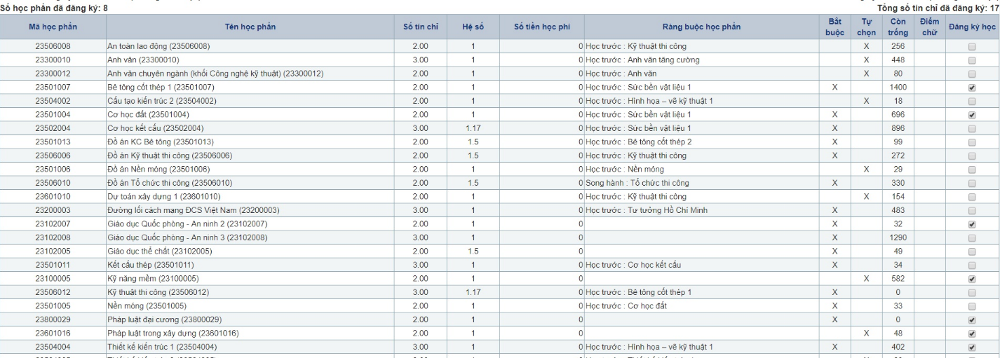 Số học phần đã đăng ký: 8 Tổng số tín chỉ đã đăng ký: 17
Mã học phần Tên học phần Số tín chỉ Hệ số Số tiền học phí Ràng buộc học phần Bắt buộc Tự chọn Còn trống Điểm chữ Đăng ký học
23506008 An toàn lao động (23506008) 2.00 1 0 Học trước : Kỹ thuật thi công X 256
23300010 Anh văn (23300010) 3.00 1 0 Học trước : Anh văn tăng cường X 448
23300012 Anh văn chuyên ngành (khối Công nghệ kỹ thuật) (23300012) 2.00 1 0 Học trước : Anh văn X 80
23501007 Bê tông cốt thép 1 (23501007) 2.00 1 0 Học trước : Sức bền vật liệu 1 X 1400
23504002 Cấu tạo kiến trúc 2 (23504002) 2.00 1 0 Học trước : Hình họa – vẽ kỹ thuật 1 X 18
23501004 Cơ học đất (23501004) 2.00 1 0 Học trước : Sức bền vật liệu 1 X 696
23502004 Cơ học kết cấu (23502004) 3.00 1.17 0 Học trước : Sức bền vật liệu 1 X 896
23501013 Đồ án KC Bê tông (23501013) 2.00 1.5 0 Học trước : Bê tông cốt thép 2 X 99
23506006 Đồ án Kỹ thuật thi công (23506006) 2.00 1.5 0 Học trước : Kỹ thuật thi công X 272
23501006 Đồ án Nền móng (23501006) 2.00 1 0 Học trước : Nền móng X 29
23506010 Đồ án Tổ chức thi công (23506010) 2.00 1.5 0 Song hành : Tổ chức thi công X 330
23601010 Dự toán xây dựng 1 (23601010) 2.00 1 0 Học trước : Kỹ thuật thi công X 154
23200003 Đường lối cách mạng ĐCS Việt Nam (23200003) 3.00 1 0 Học trước : Tư tưởng Hồ Chí Minh X 483
23102007 Giáo dục Quốc phòng - An ninh 2 (23102007) 2.00 1 0 X 32
23102008 Giáo dục Quốc phòng - An ninh 3 (23102008) 3.00 1 0 X 1290
23102005 Giáo dục thể chất (23102005) 2.00 1.5 0 X 49
23501011 Kết cấu thép (23501011) 3.00 1 0 Học trước : Cơ học kết cấu X 34
23100005 Kỹ năng mềm (23100005) 2.00 1 0 X 582
23506012 Kỹ thuật thi công (23506012) 3.00 1.17 0 Học trước : Bê tông cốt thép 1 X 0
23501005 Nền móng (23501005) 2.00 1 0 Học trước : Cơ học đất X 33
23800029 Pháp luật đại cương (23800029) 2.00 1 0 X 0
23601016 Pháp luật trong xây dựng (23601016) 2.00 1 0 X 48
23504004 Thiết kế kiến trúc 1 (23504004) 3.00 1 0 Học trước : Hình họa – vẽ kỹ thuật 1 X 402